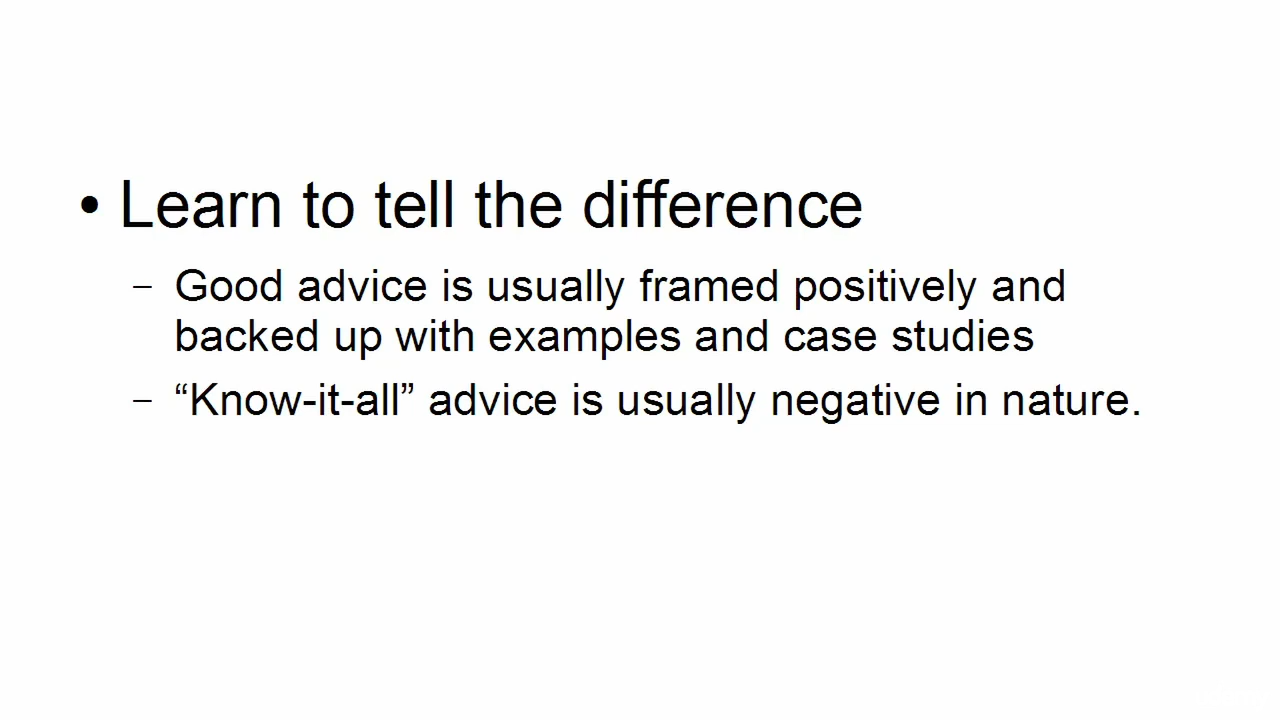 • Learn to tell the difference
– Good advice is usually framed positively and
backed up with examples and case studies
– “Know-it-all” advice is usually negative in nature.